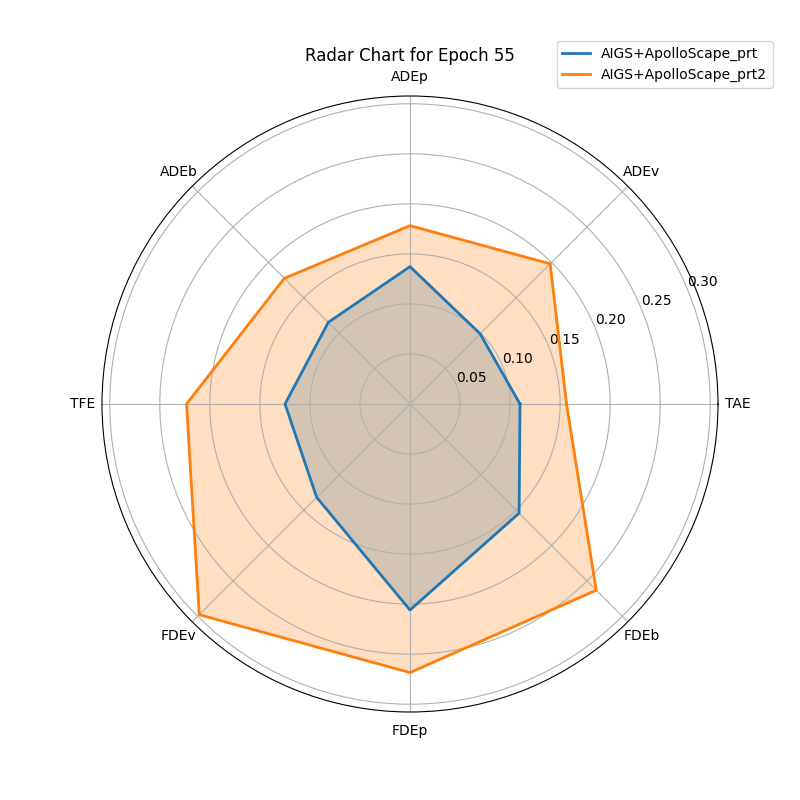 Radar Chart for Epoch 55
AIGS+ApolloScape_prt
AIGS+ApolloScape_prt2
ADEp
ADEb
ADEv
0.30
0.25
0.20
0.15
0.10
0.05
TFE
TAE
FDEv
FDEb
FDEp